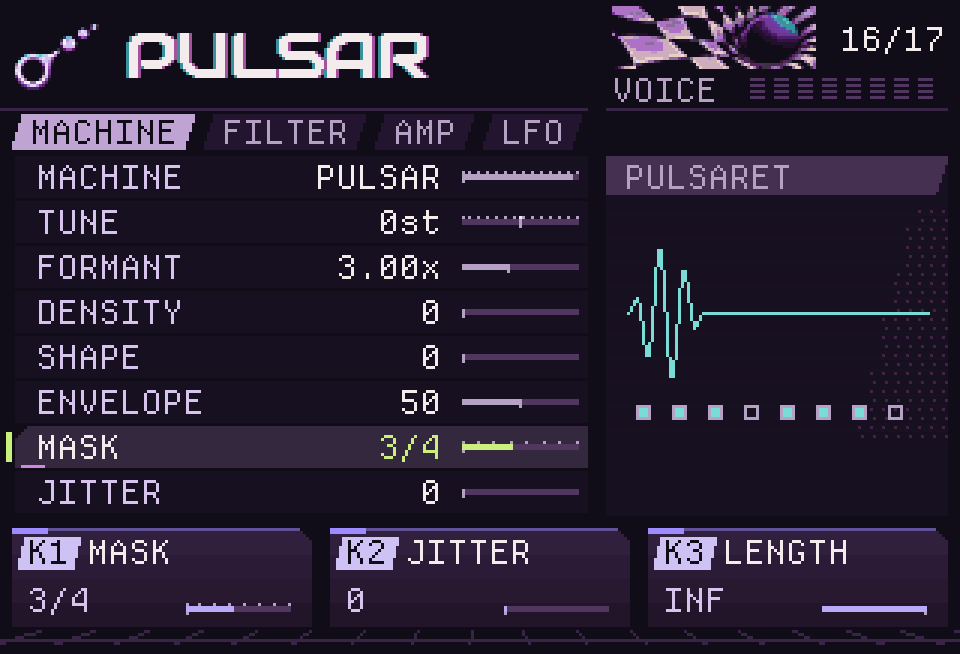 PULSAR
16/17
VOICE
MACHINE FILTER AMP LFO
MACHINE PULSAR
TUNE 0st
FORMANT 3.00x
DENSITY 0
SHAPE 0
ENVELOPE 50
MASK 3/4
JITTER 0
PULSARET
K1 MASK
3/4
K2 JITTER
0
K3 LENGTH
INF